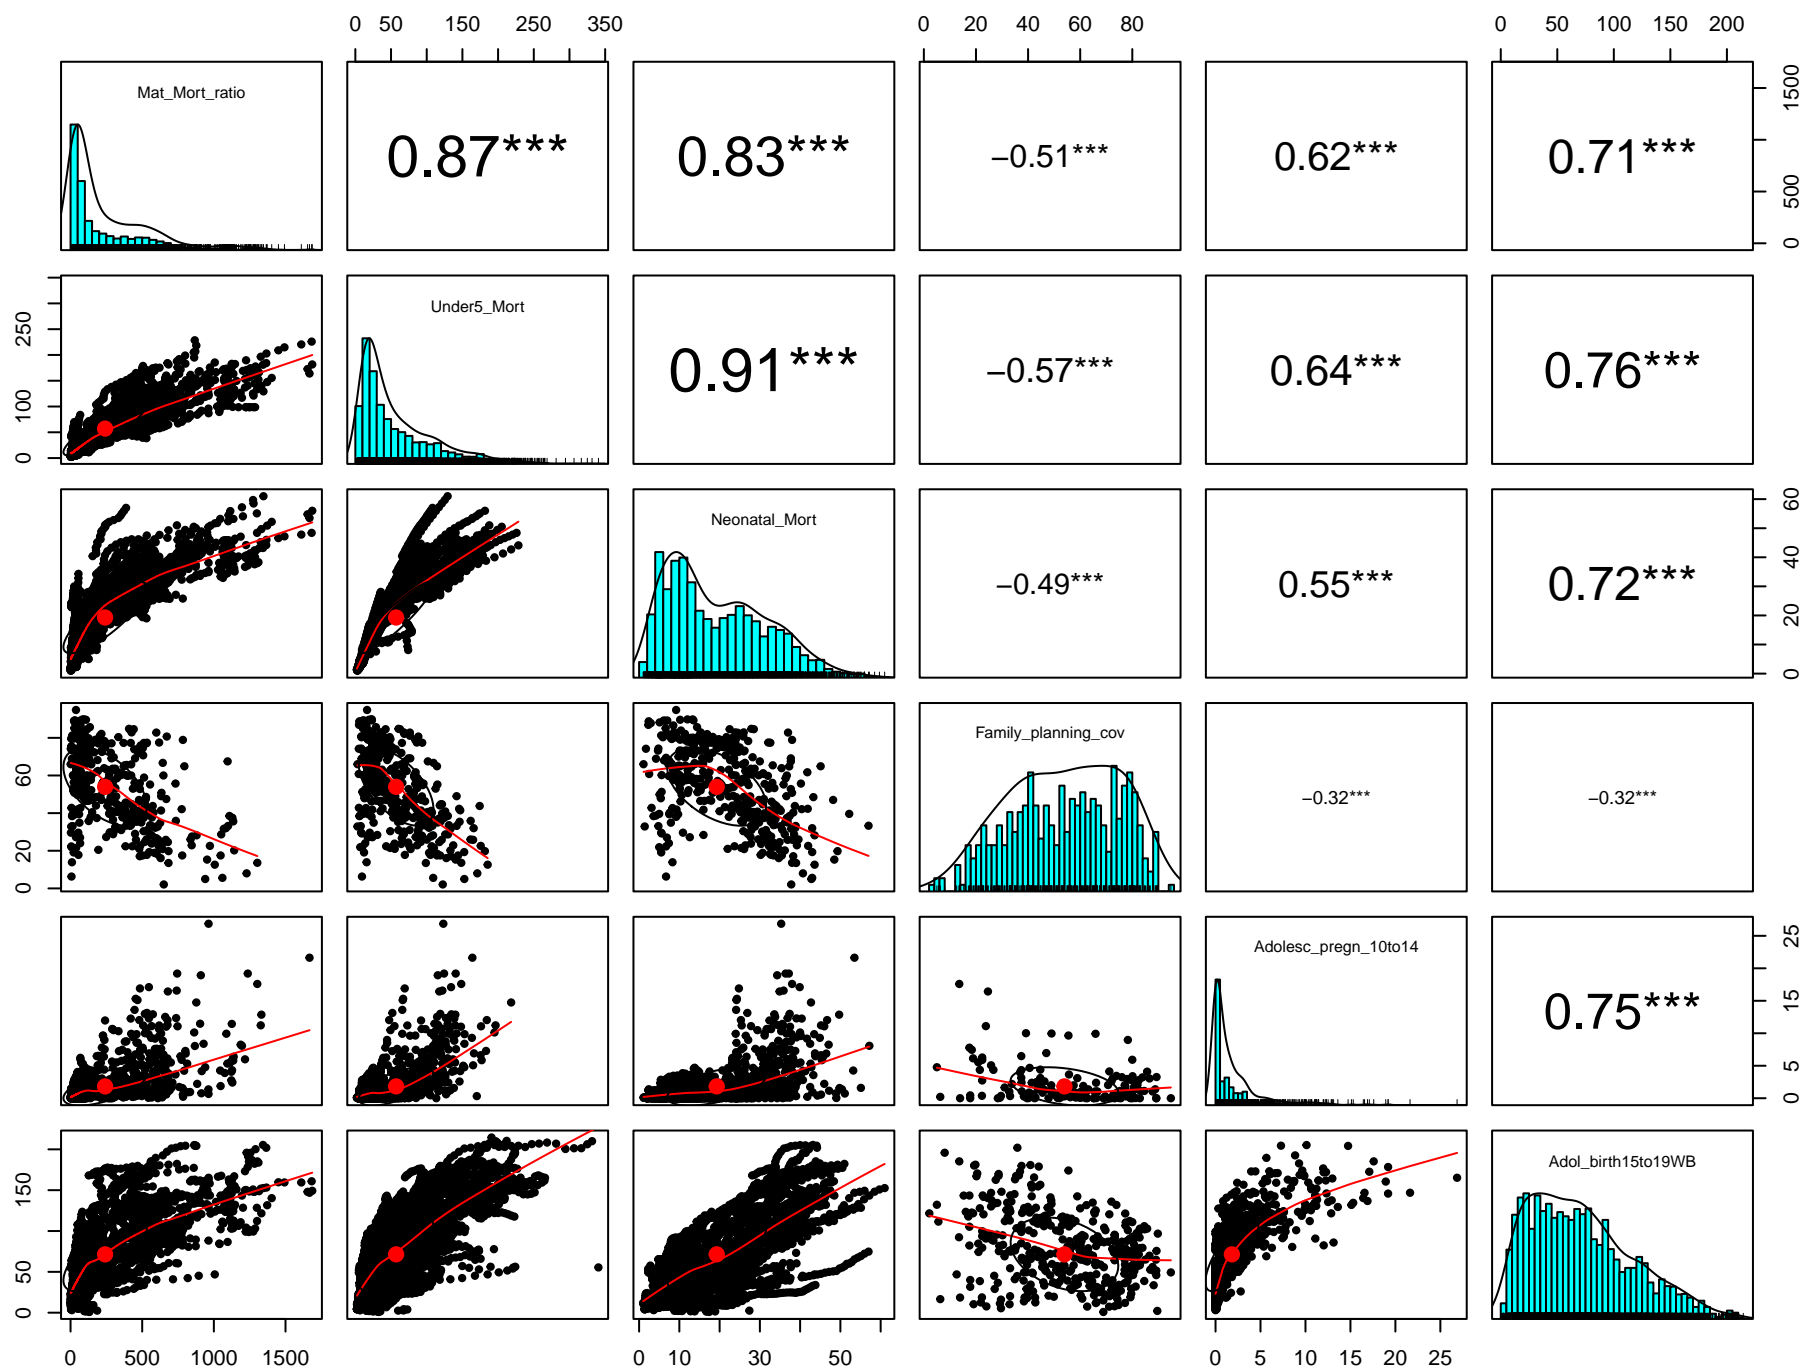 0 50 150 250 350
0 20 40 60 80
0 50 100 150 200
Mat_Mort_ratio
0.87***
0.83***
−0.51***
0.62***
0.71***
0 500 1500
Under5_Mort
0.91***
−0.57***
0.64***
0.76***
0 100 250
Neonatal_Mort
−0.49***
0.55***
0.72***
0 20 40 60
Family_planning_cov
−0.32***
−0.32***
0 20 60
Adolesc_pregn_10to14
0.75***
0 5 15 25
Adol_birth15to19WB
0 50 150
0 500 1000 1500
0 10 30 50
0 5 10 15 20 25